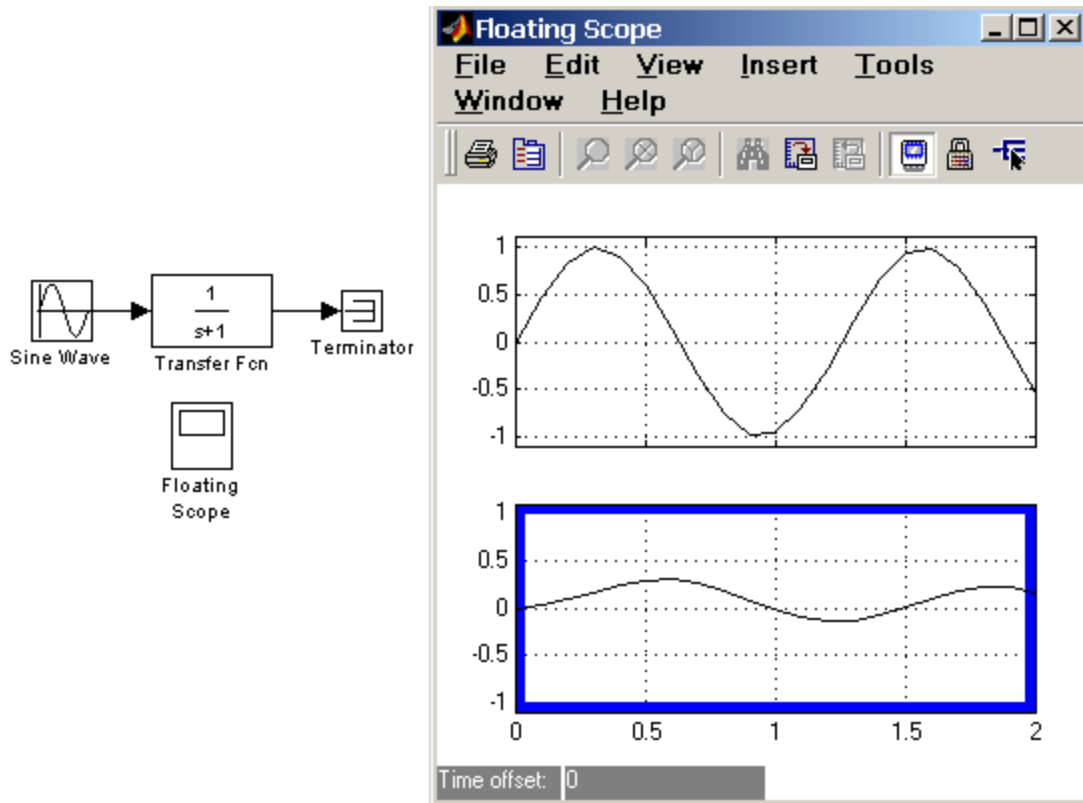 Sine Wave
1
s+1
Transfer Fcn
Terminator
Floating
Scope
Floating Scope
File Edit View Insert Tools
Window Help
1
0.5
0
-0.5
-1
1
0.5
0
-0.5
-1
0 0.5 1 1.5 2
Time offset: 0